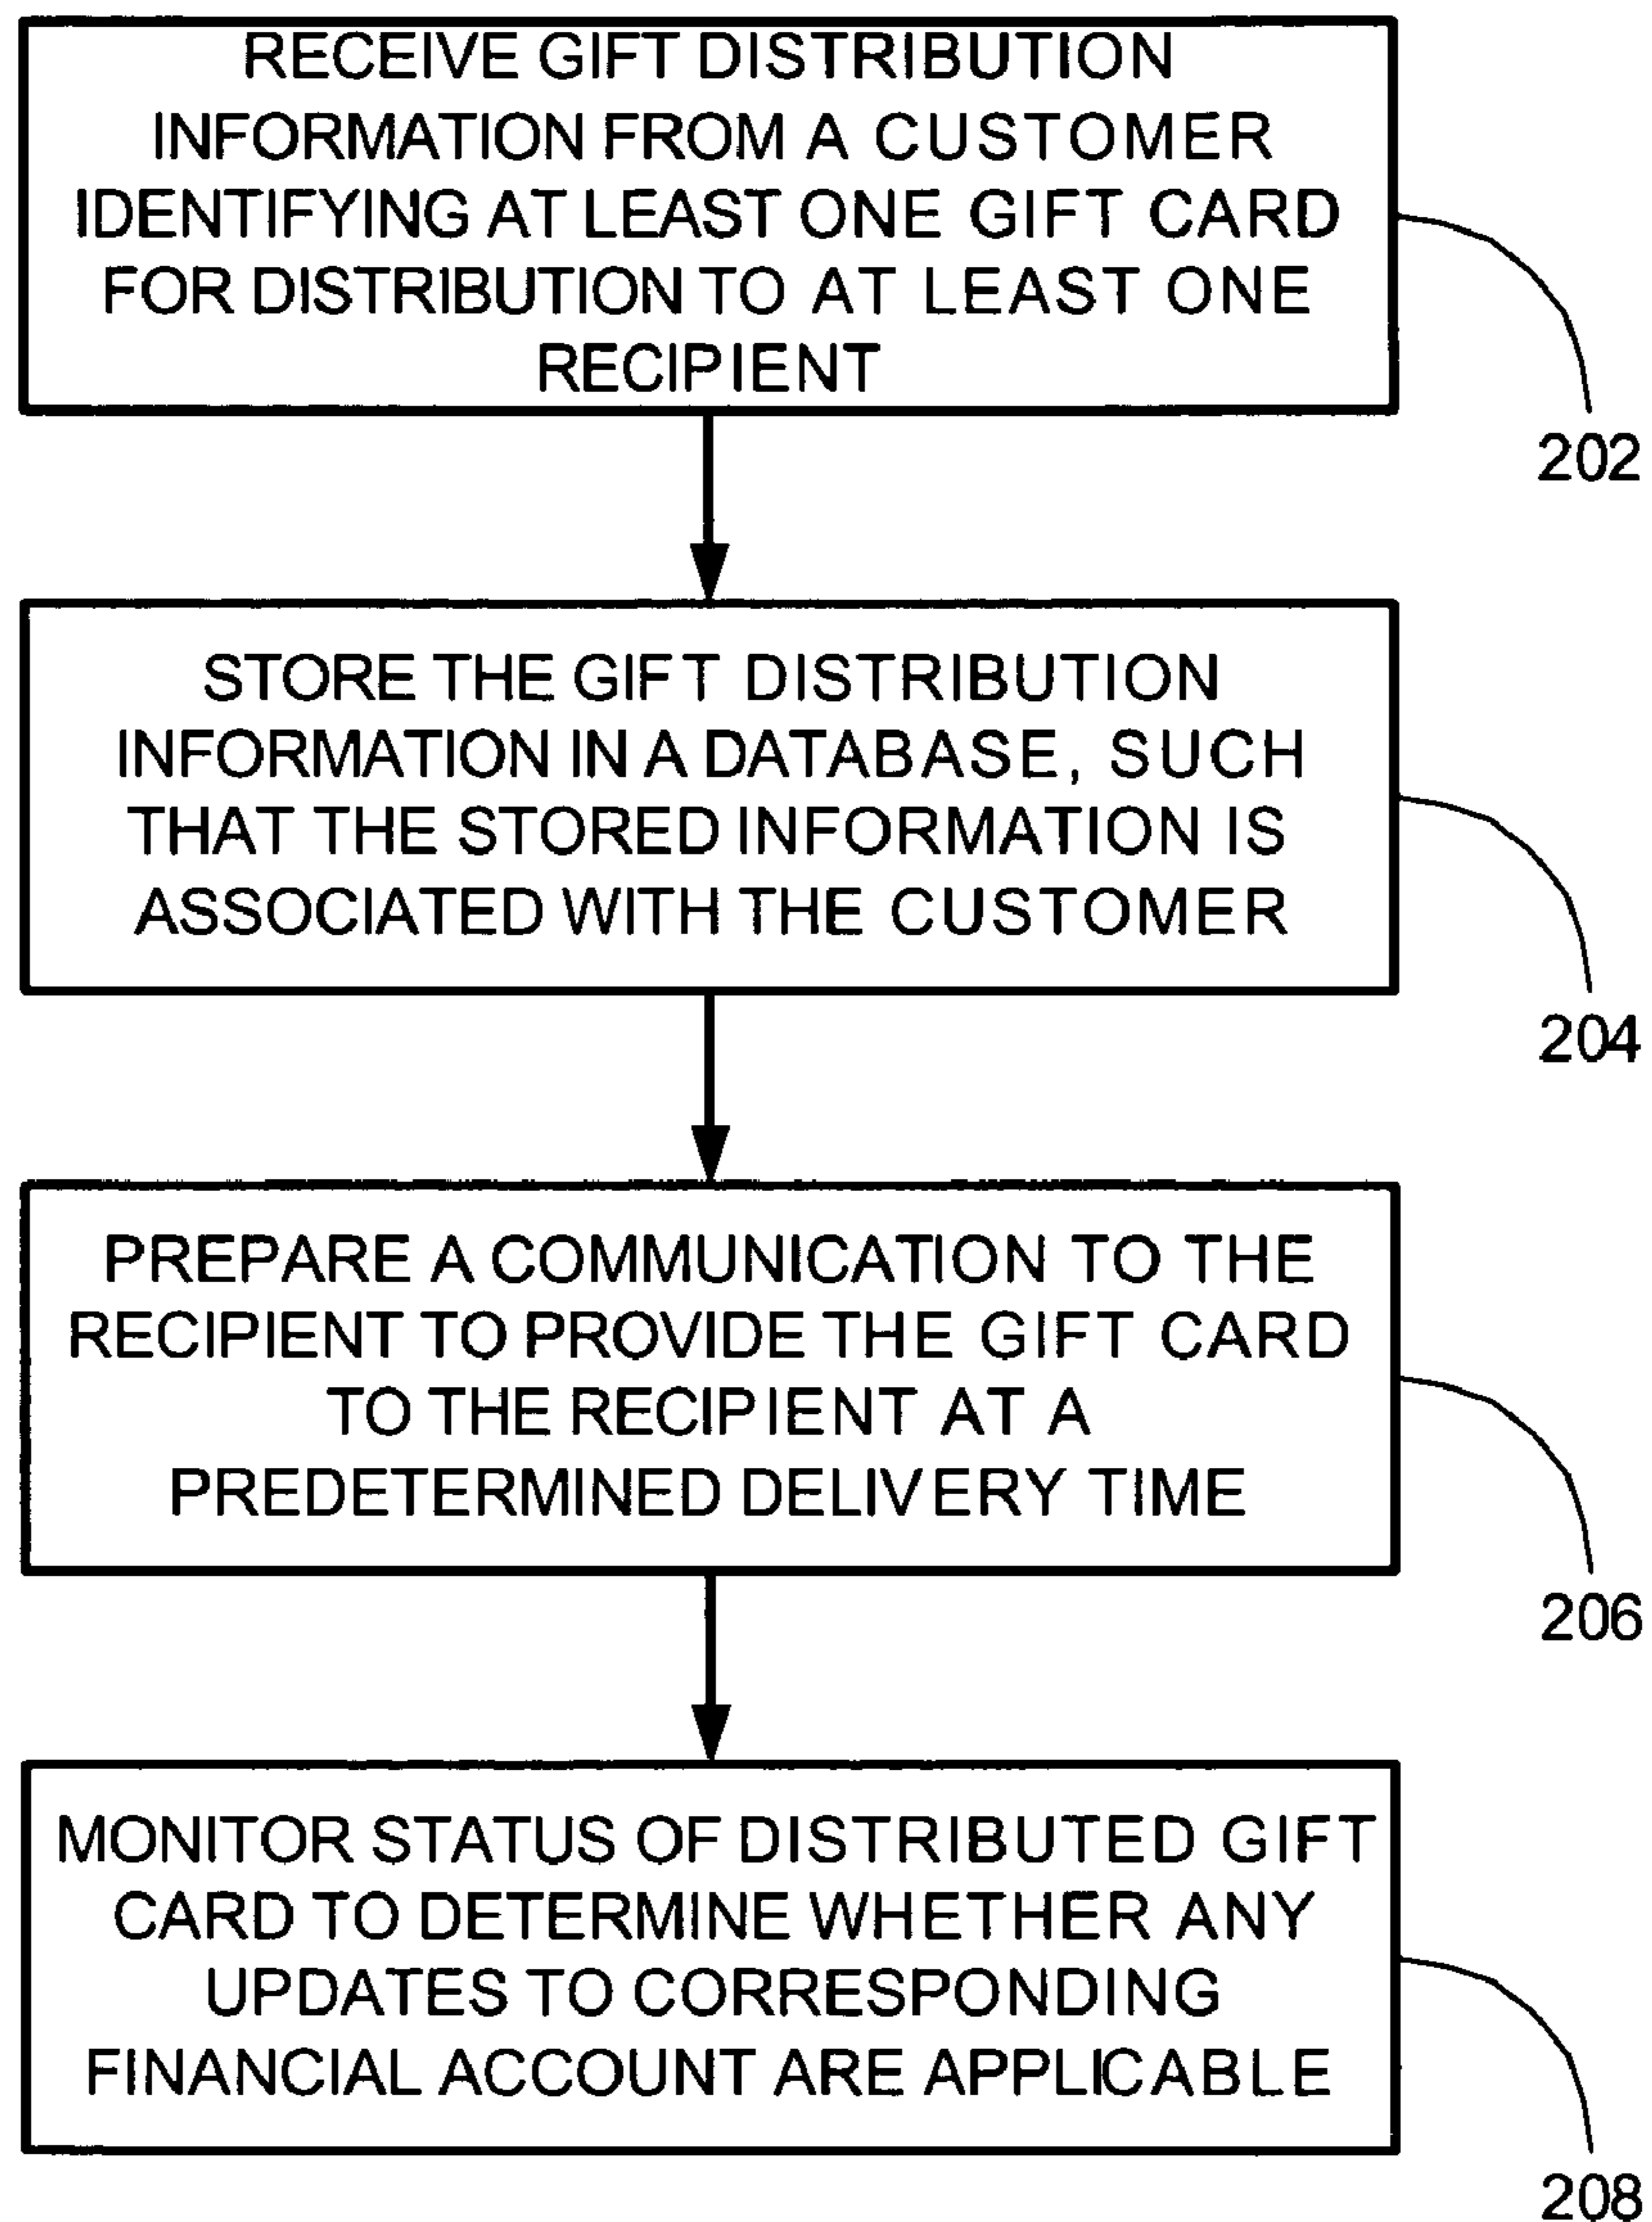 RECEIVE GIFT DISTRIBUTION
INFORMATION FROM A CUSTOMER
IDENTIFYING AT LEAST ONE GIFT CARD
FOR DISTRIBUTION TO AT LEAST ONE
RECIPIENT
202
STORE THE GIFT DISTRIBUTION
INFORMATION IN A DATABASE, SUCH
THAT THE STORED INFORMATION IS
ASSOCIATED WITH THE CUSTOMER
204
PREPARE A COMMUNICATION TO THE
RECIPIENT TO PROVIDE THE GIFT CARD
TO THE RECIPIENT AT A
PREDETERMINED DELIVERY TIME
206
MONITOR STATUS OF DISTRIBUTED GIFT
CARD TO DETERMINE WHETHER ANY
UPDATES TO CORRESPONDING
FINANCIAL ACCOUNT ARE APPLICABLE
208